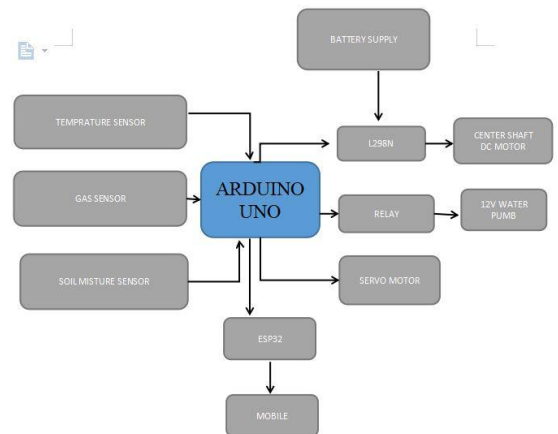 BATTERY SUPPLY
TEMPRATURE SENSOR
L298N
CENTER SHAFT
DC MOTOR
GAS SENSOR
ARDUINO
UNO
RELAY
12V WATER
PUMB
SOIL MISTURE SENSOR
SERVO MOTOR
ESP32
MOBILE